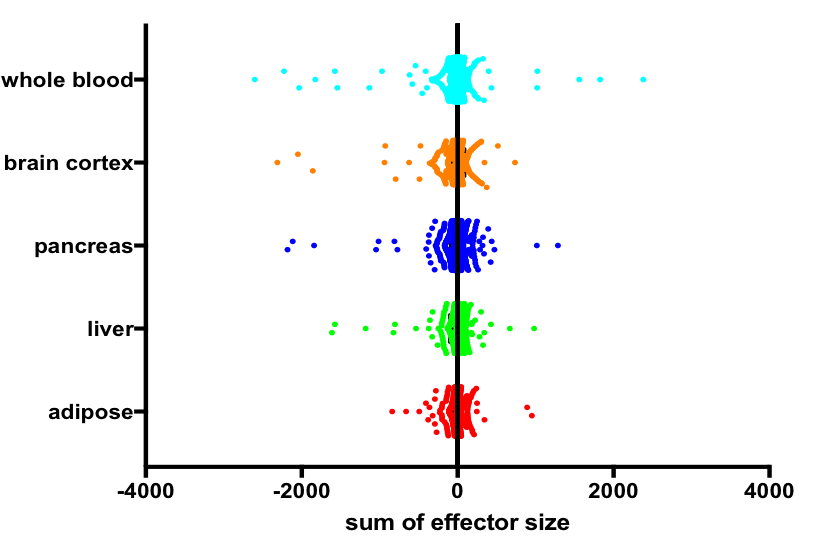 whole blood
brain cortex
pancreas
liver
adipose
-4000 -2000 0 2000 4000
sum of effector size